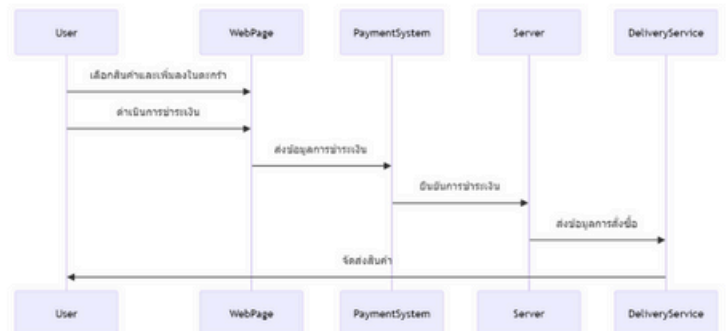 User
WebPage
PaymentSystem
Server
DeliveryService
เลือกสินค้าและเพิ่มลงในตะกร้า
ดำเนินการชำระเงิน
ส่งข้อมูลการชำระเงิน
ยืนยันการชำระเงิน
ส่งข้อมูลการสั่งซื้อ
จัดส่งสินค้า
User
WebPage
PaymentSystem
Server
DeliveryService